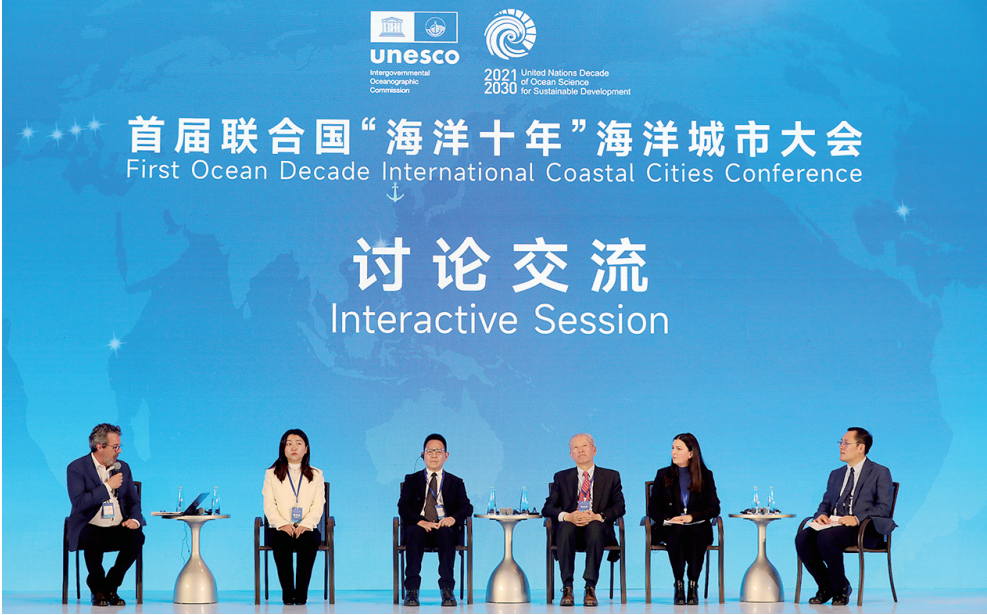 unesco
Intergovernmental
Oceanographic
Commission
2021
2030
United Nations Decade
of Ocean Science
for Sustainable Development
首届联合国“海洋十年”海洋城市大会
First Ocean Decade International Coastal Cities Conference
讨论交流
Interactive Session